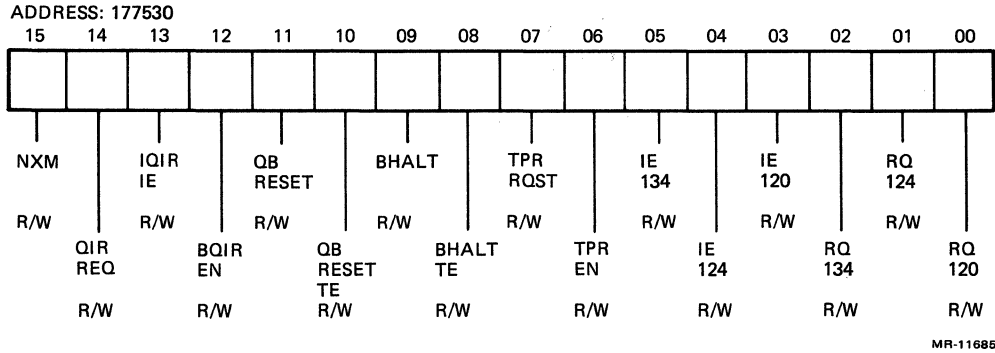 ADDRESS: 177530
15 14 13 12 11 10 09 08 07 06 05 04 03 02 01 00
NXM IQIR QB BHALT TPR IE IE RQ
IE RESET RQST 134 120 124
R/W R/W R/W R/W R/W R/W R/W R/W
QIR BQIR QB BHALT TPR IE RQ RQ
REQ EN RESET TE EN 124 134 120
TE
R/W R/W R/W R/W R/W R/W R/W R/W
MR-11685